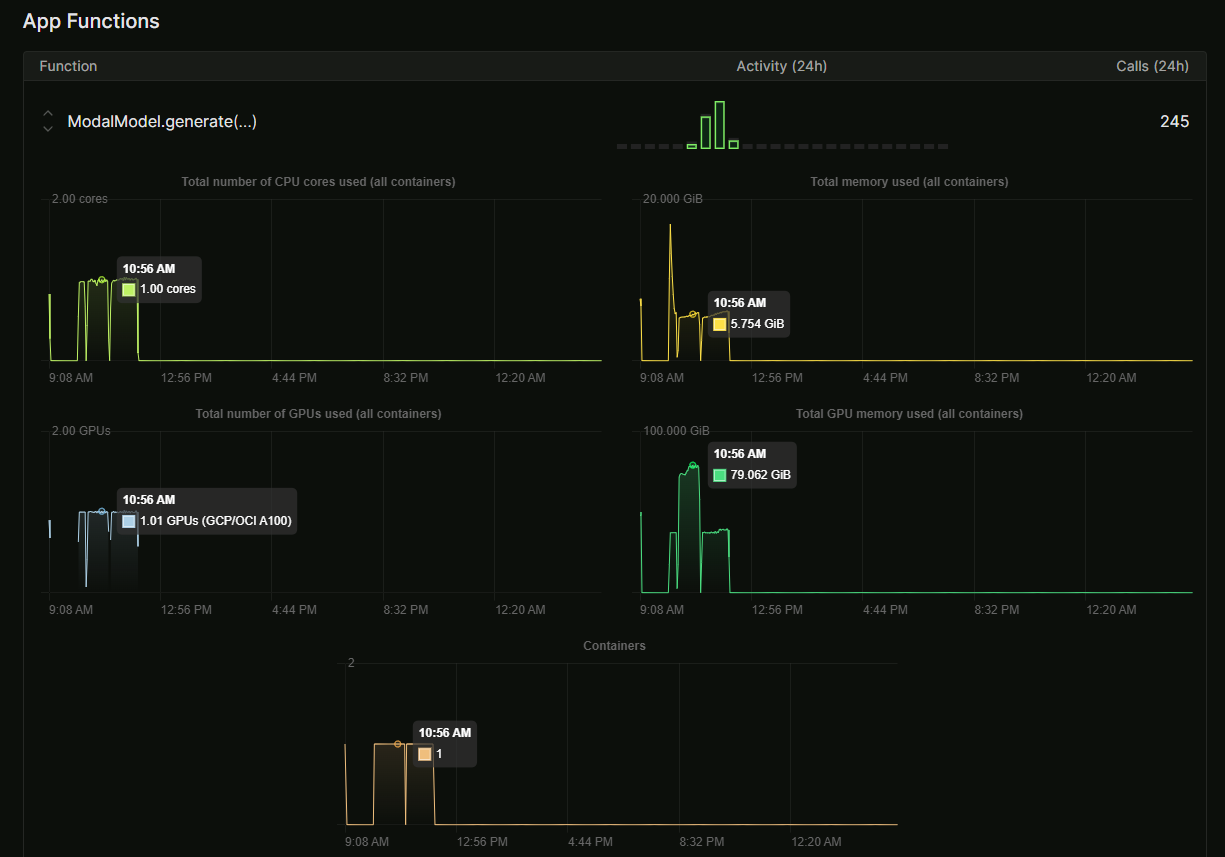 App Functions
Function Activity (24h) Calls (24h)
ModalModel.generate(...) 245
Total number of CPU cores used (all containers)
2.00 cores
10:56 AM
1.00 cores
9:08 AM 12:56 PM 4:44 PM 8:32 PM 12:20 AM
Total memory used (all containers)
20.000 GiB
10:56 AM
5.754 GiB
9:08 AM 12:56 PM 4:44 PM 8:32 PM 12:20 AM
Total number of GPUs used (all containers)
2.00 GPUs
10:56 AM
1.01 GPUs (GCP/OCI A100)
9:08 AM 12:56 PM 4:44 PM 8:32 PM 12:20 AM
Total GPU memory used (all containers)
100.000 GiB
10:56 AM
79.062 GiB
9:08 AM 12:56 PM 4:44 PM 8:32 PM 12:20 AM
Containers
2
10:56 AM
1
9:08 AM 12:56 PM 4:44 PM 8:32 PM 12:20 AM